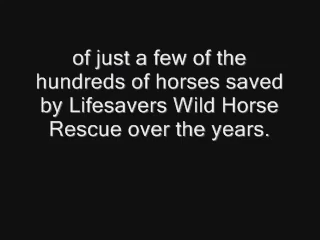 of just a few of the
hundreds of horses saved
by Lifesavers Wild Horse
Rescue over the years.